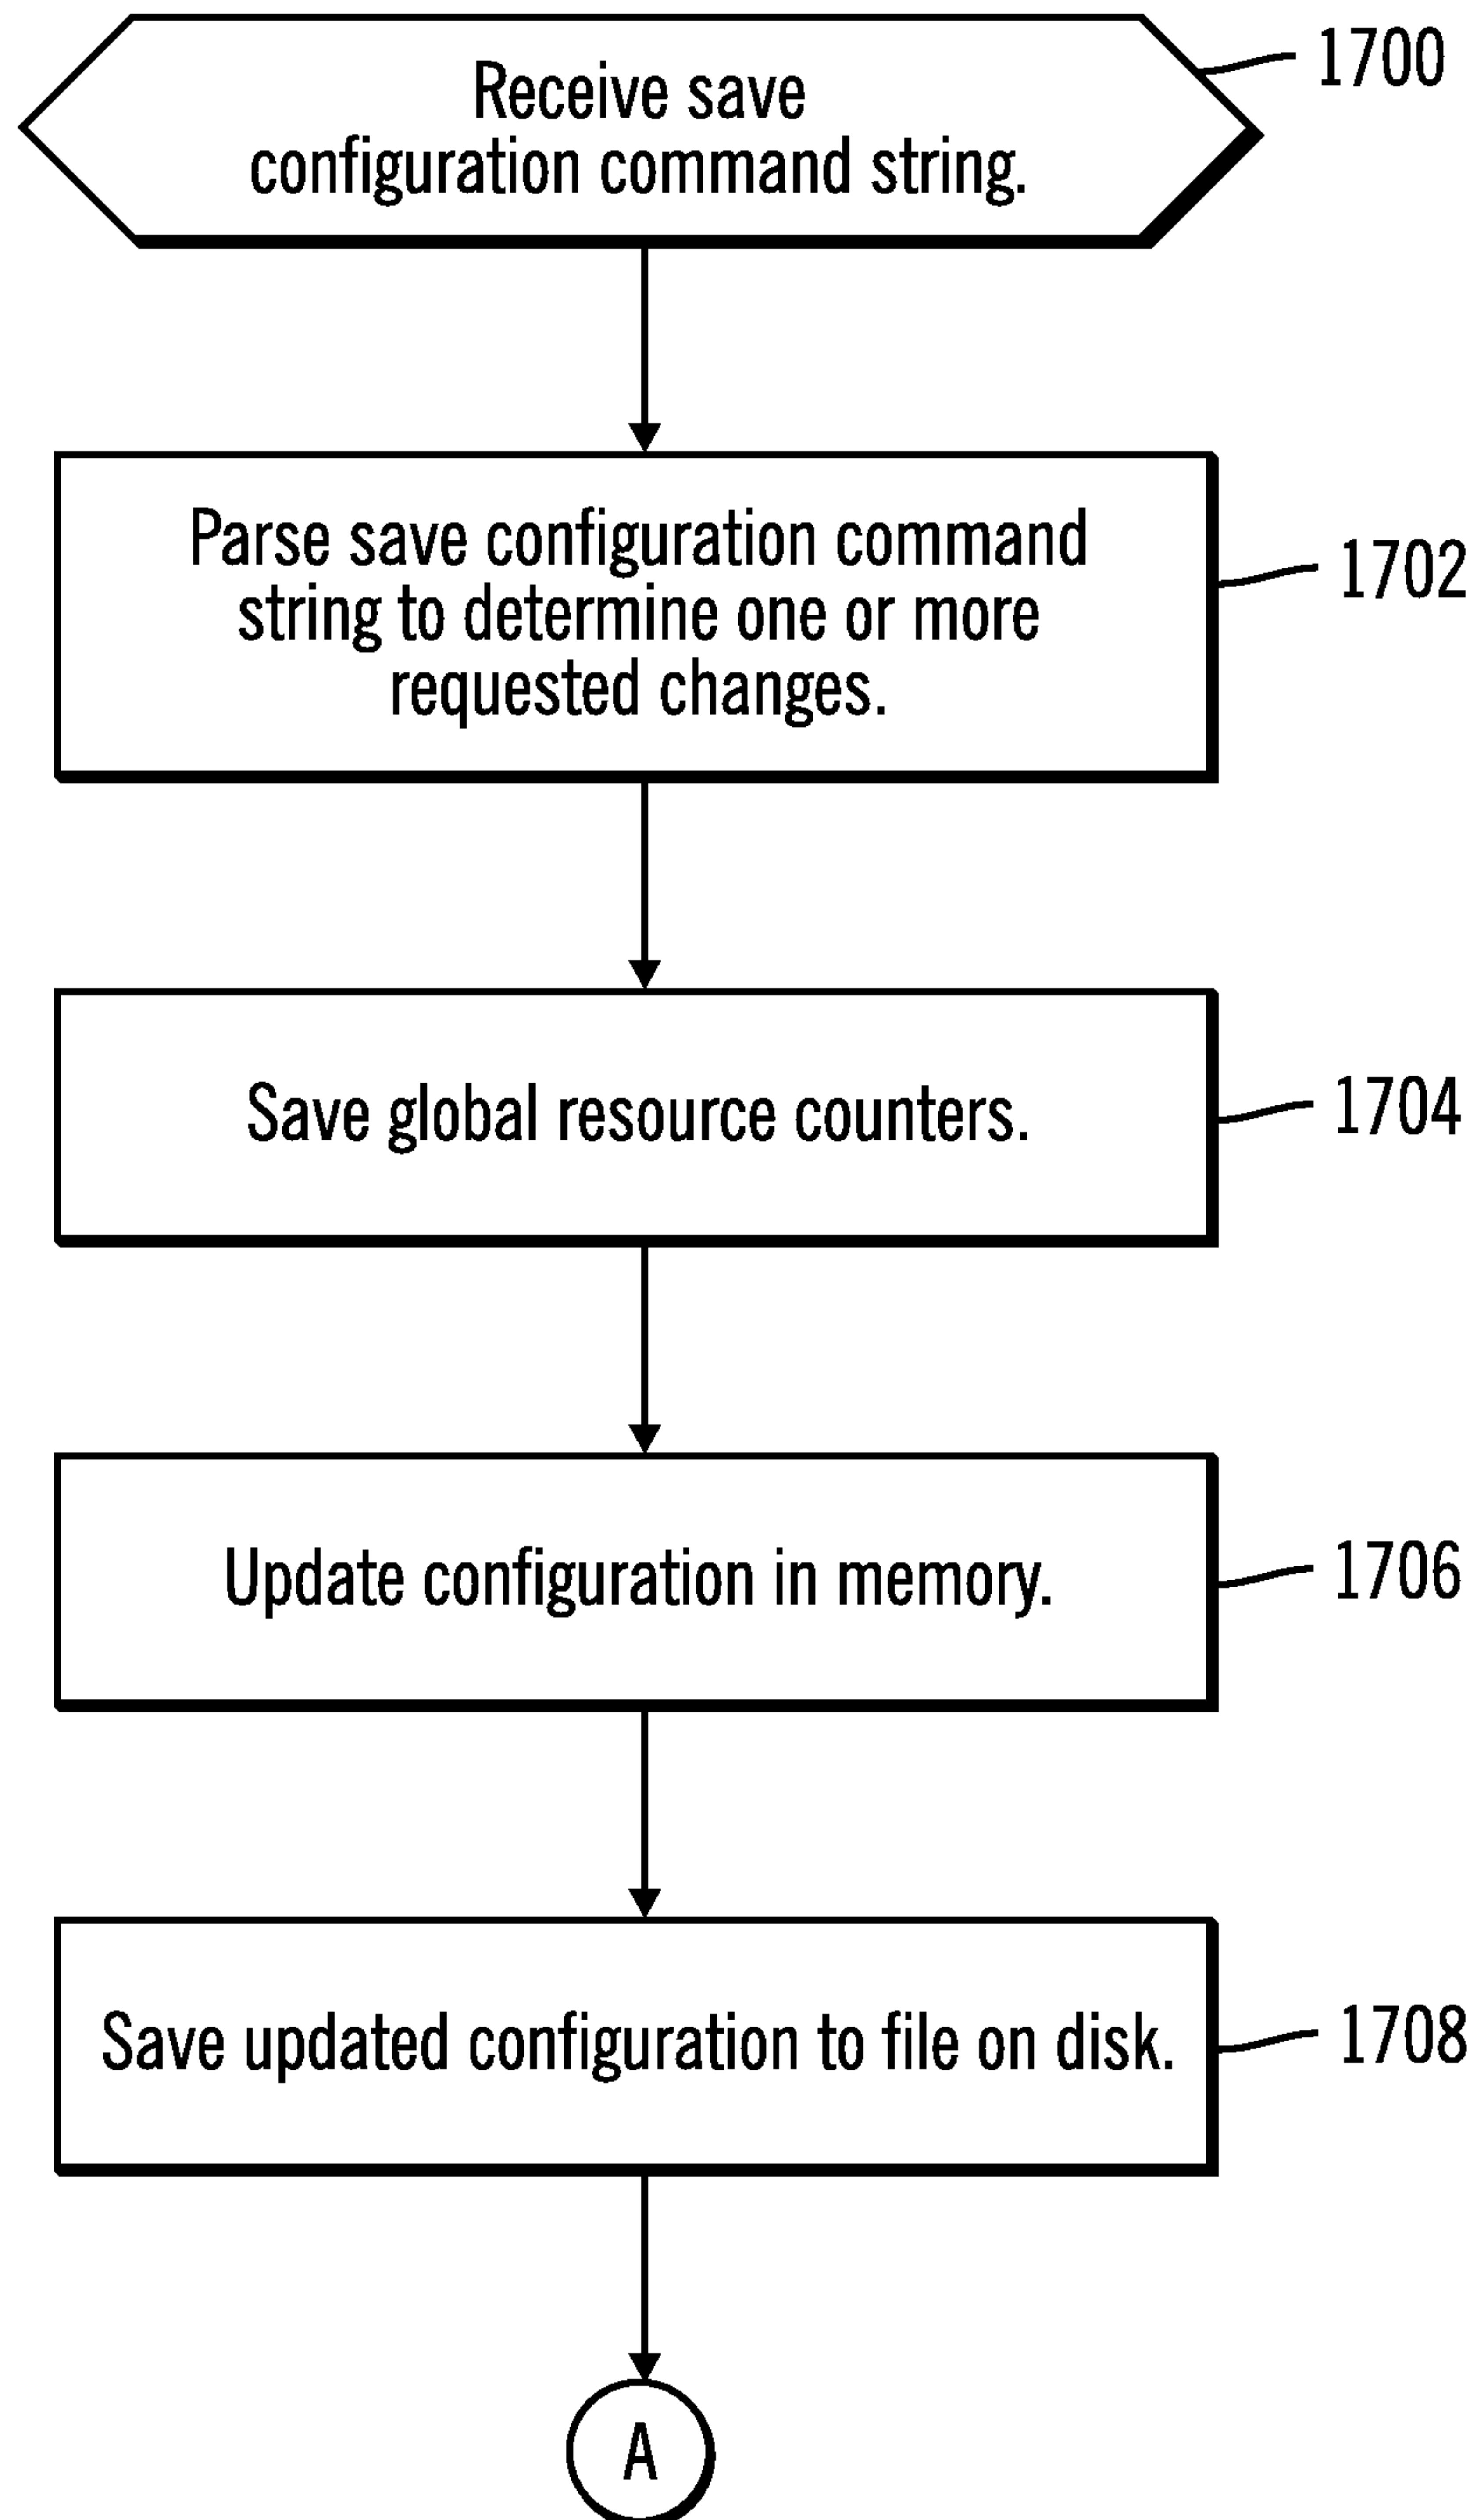 Receive save
configuration command string.
1700
Parse save configuration command
string to determine one or more
requested changes.
1702
Save global resource counters.
1704
Update configuration in memory.
1706
Save updated configuration to file on disk.
1708
A